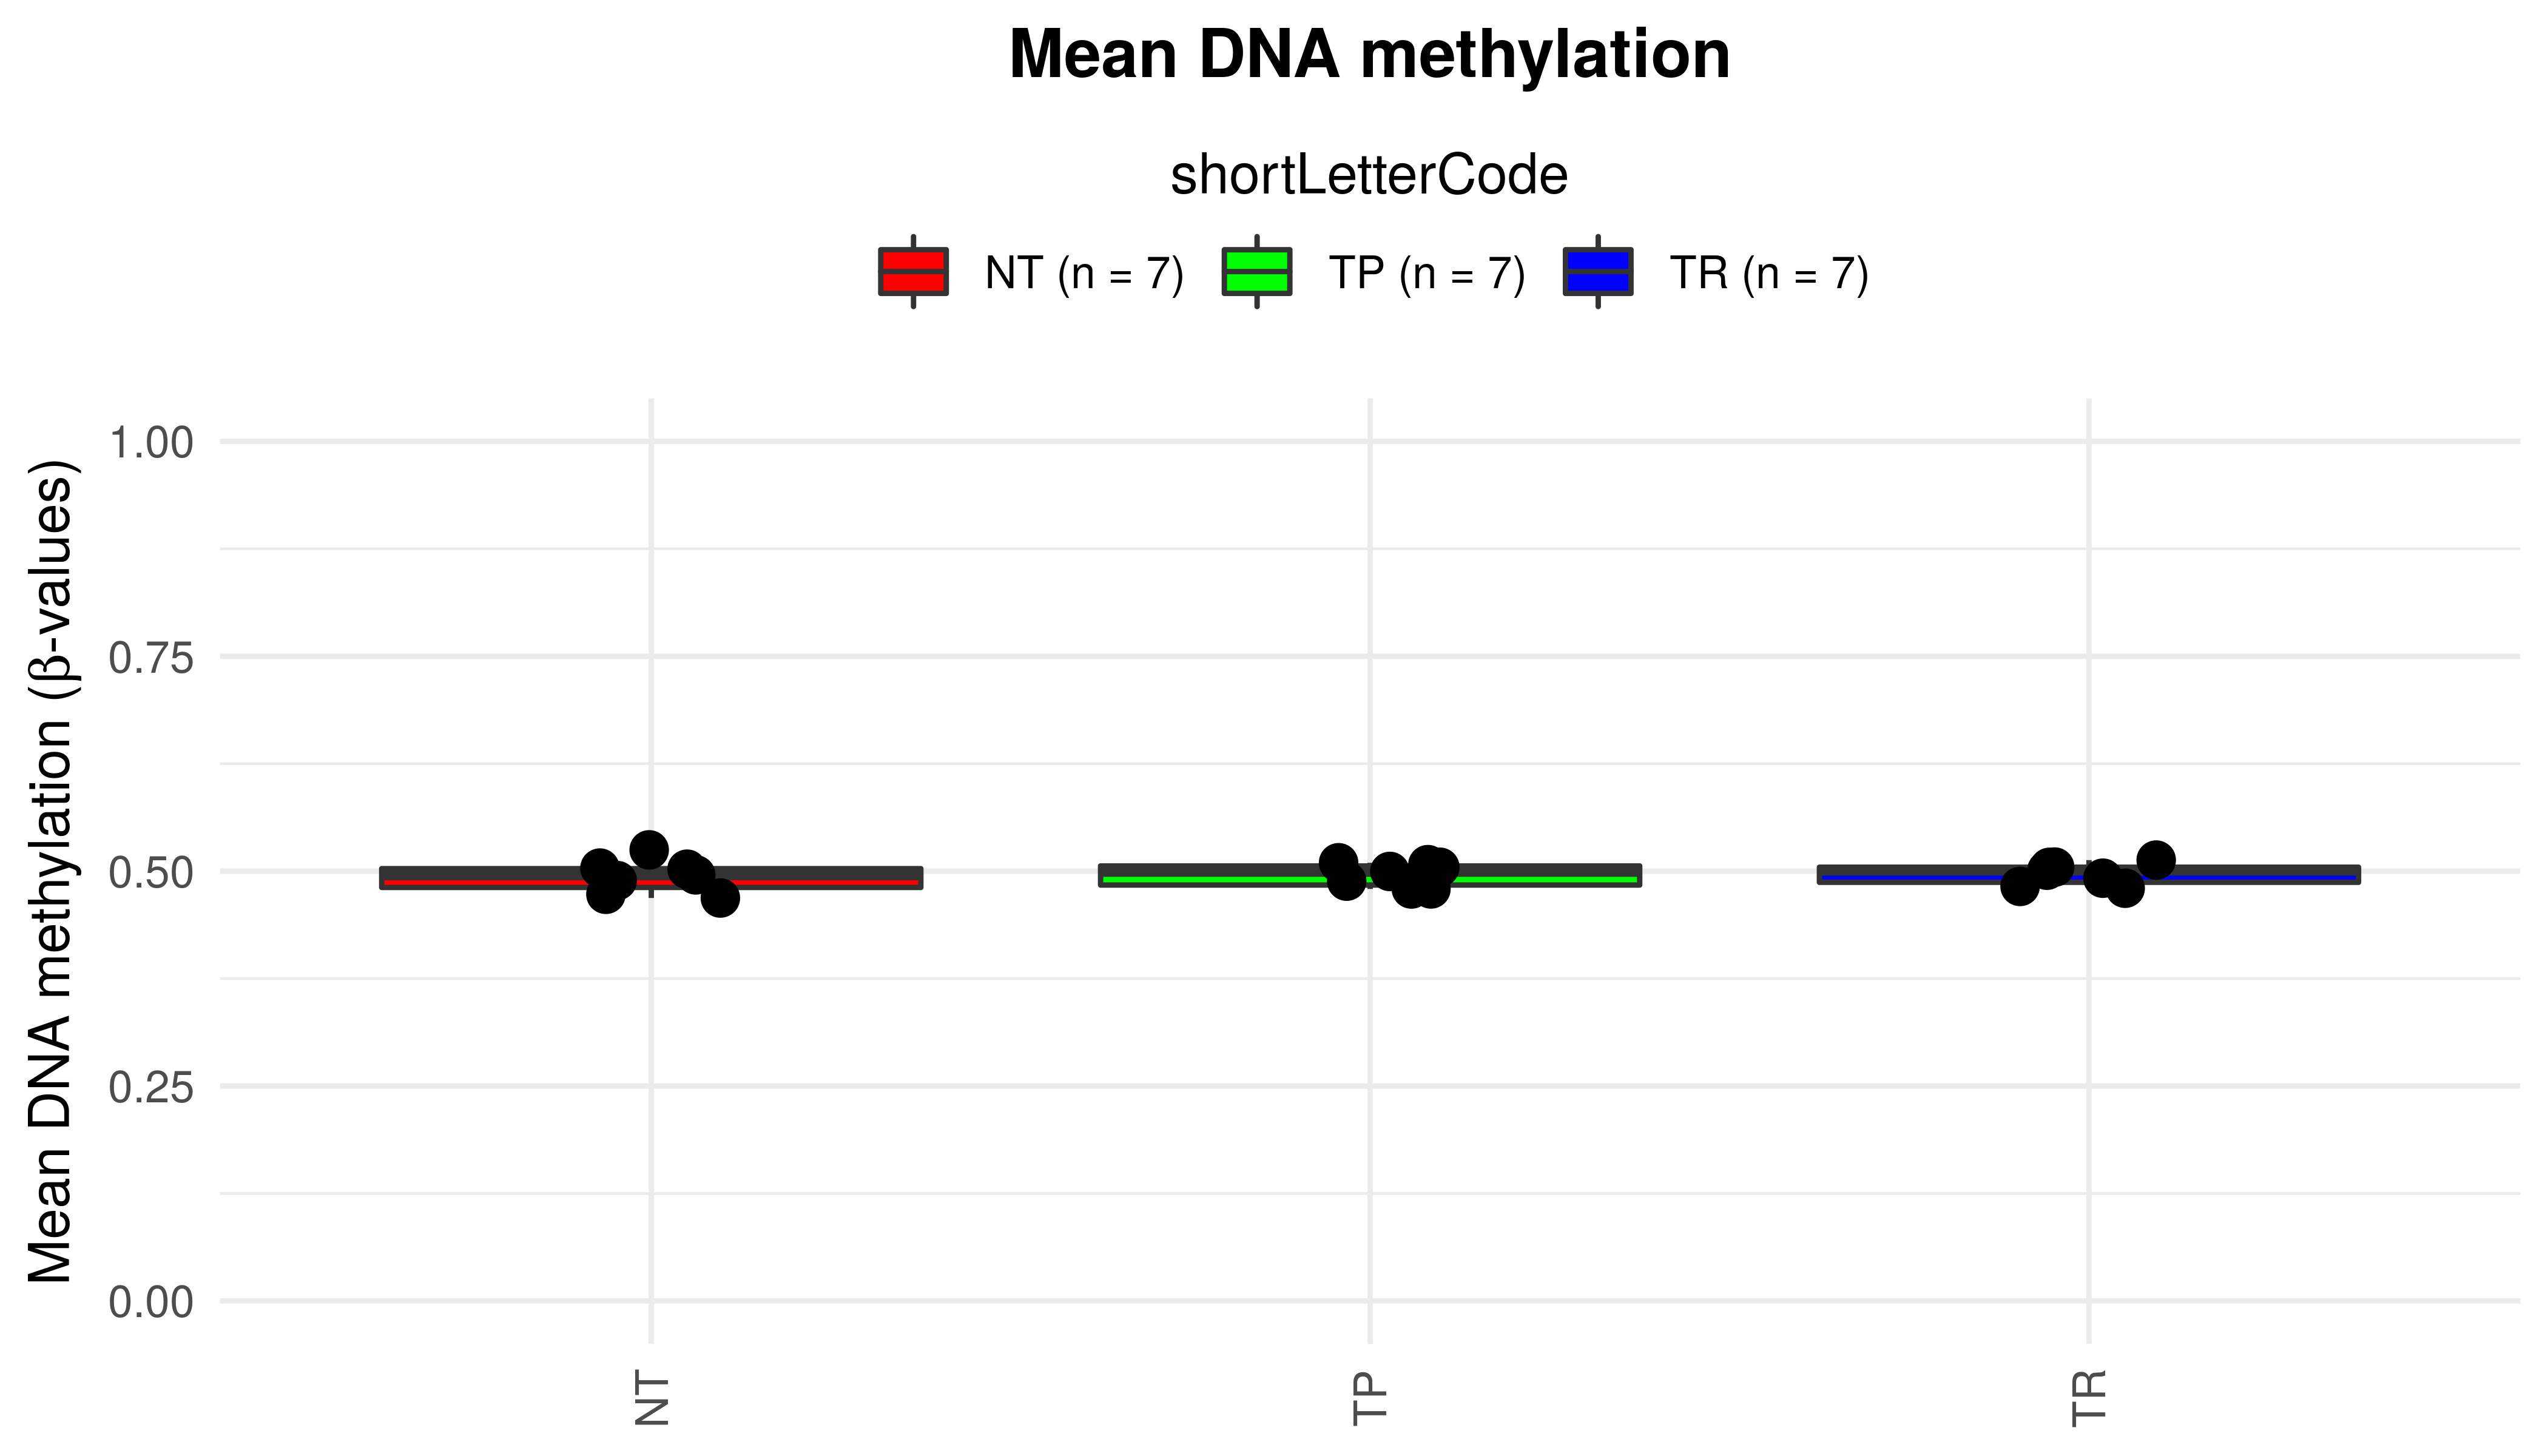 Mean DNA methylation
shortLetterCode
NT (n = 7) TP (n = 7) TR (n = 7)
Mean DNA methylation (β-values)
1.00
0.75
0.50
0.25
0.00
NT TP TR